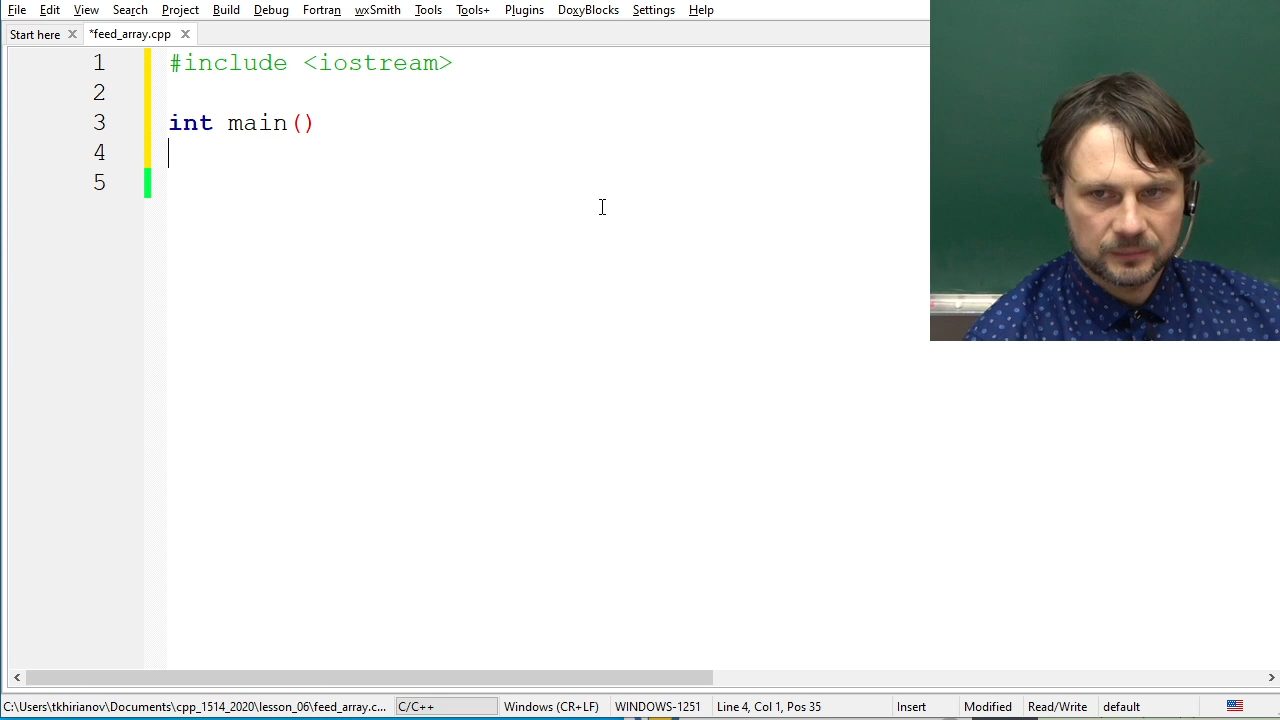 File Edit View Search Project Build Debug Fortran wxSmith Tools Tools+ Plugins DoxyBlocks Settings Help
Start here *feed_array.cpp
1 #include <iostream>
2
3 int main()
4
5
C:\Users\tkhirianov\Documents\cpp_1514_2020\lesson_06\feed_array.c... C/C++ Windows (CR+LF) WINDOWS-1251 Line 4, Col 1, Pos 35 Insert Modified Read/Write default